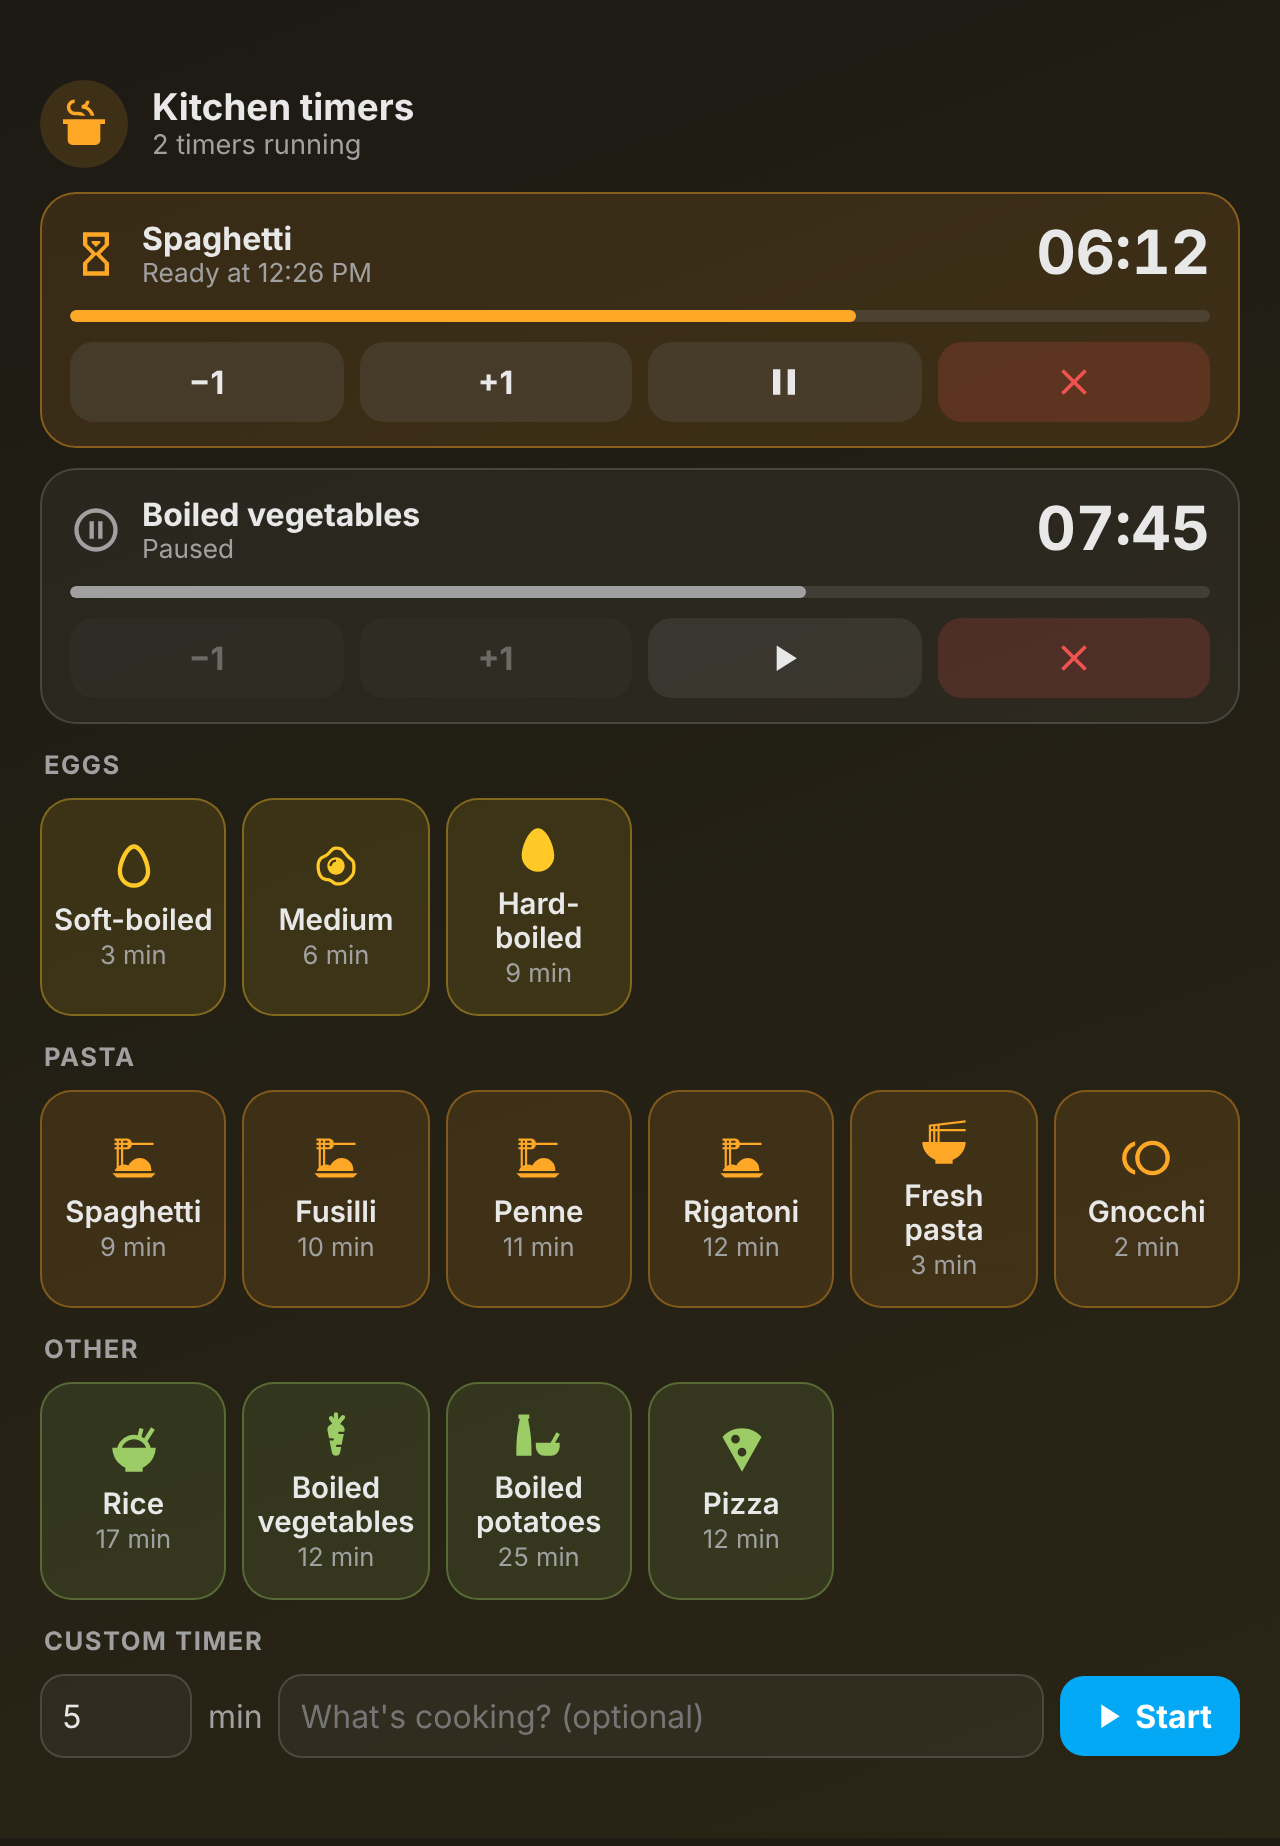 Kitchen timers
2 timers running
Spaghetti
Ready at 12:26 PM
06:12
−1
+1
Boiled vegetables
Paused
07:45
−1
+1
EGGS
Soft-boiled
3 min
Medium
6 min
Hard-
boiled
9 min
PASTA
Spaghetti
9 min
Fusilli
10 min
Penne
11 min
Rigatoni
12 min
Fresh
pasta
3 min
Gnocchi
2 min
OTHER
Rice
17 min
Boiled
vegetables
12 min
Boiled
potatoes
25 min
Pizza
12 min
CUSTOM TIMER
5
min
What's cooking? (optional)
Start